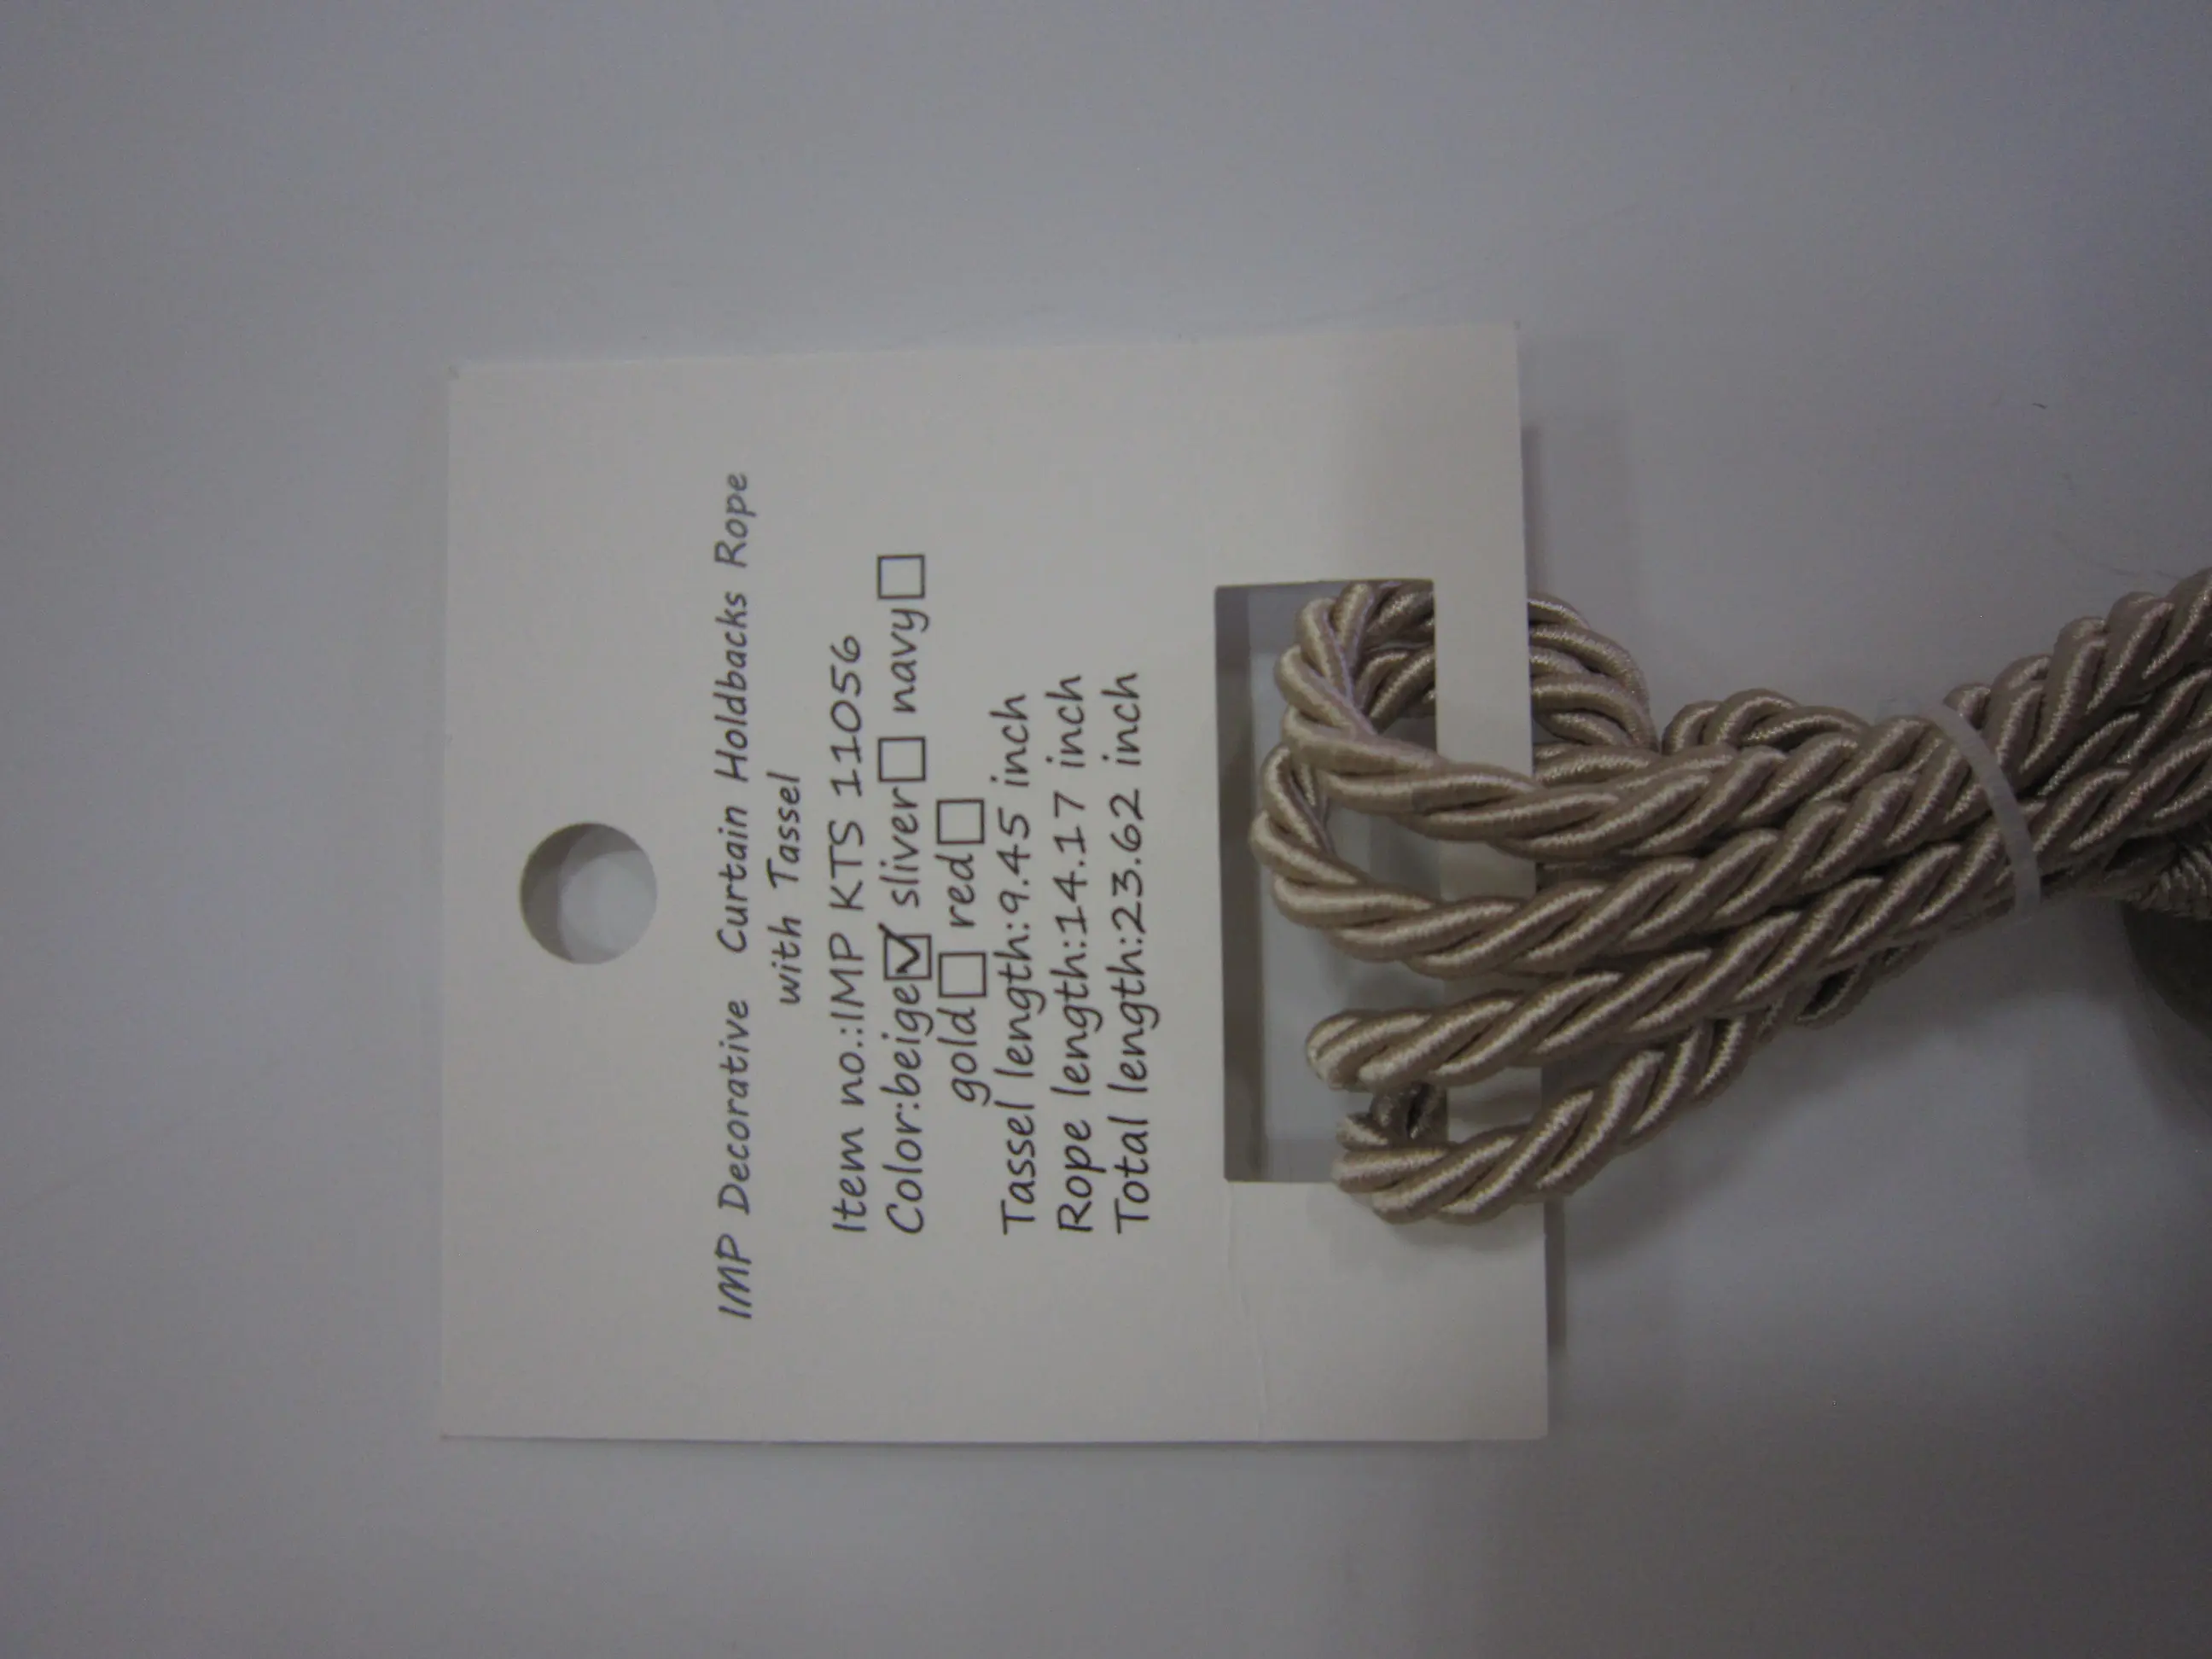 IMP Decorative Curtain Holdbacks Rope
with Tassel
Item no.:IMP KTS 11056
Color:beige☑ sliver☐ navy☐
gold☐ red☐
Tassel length:9.45 inch
Rope length:14.17 inch
Total length:23.62 inch